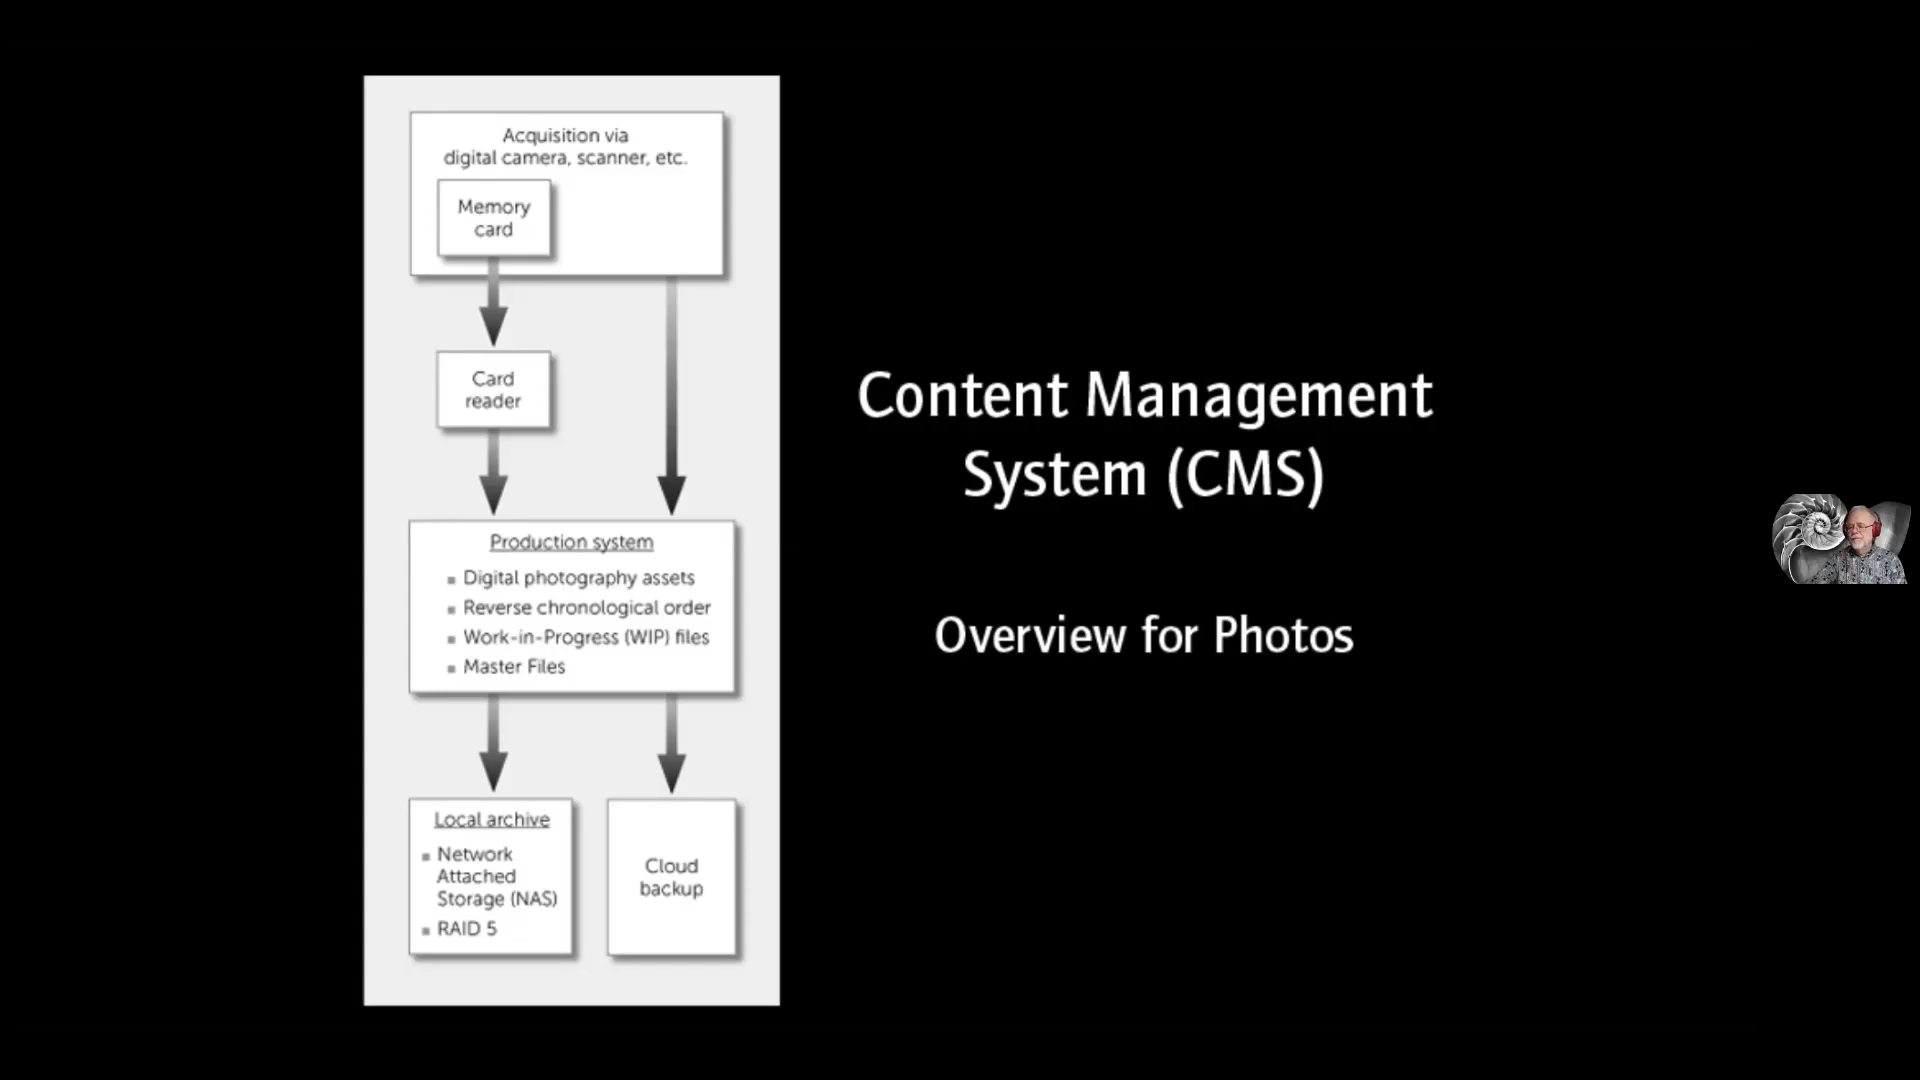 Acquisition via
digital camera, scanner, etc.
Memory
card
Card
reader
Production system
▪ Digital photography assets
▪ Reverse chronological order
▪ Work-in-Progress (WIP) files
▪ Master Files
Local archive
▪ Network
Attached
Storage (NAS)
▪ RAID 5
Cloud
backup
Content Management
System (CMS)
Overview for Photos